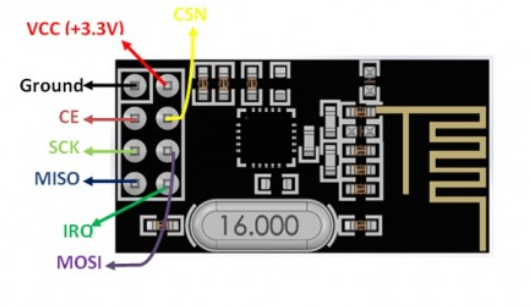 CSN
VCC (+3.3V)
Ground
CE
SCK
MISO
IRQ
MOSI
16.000